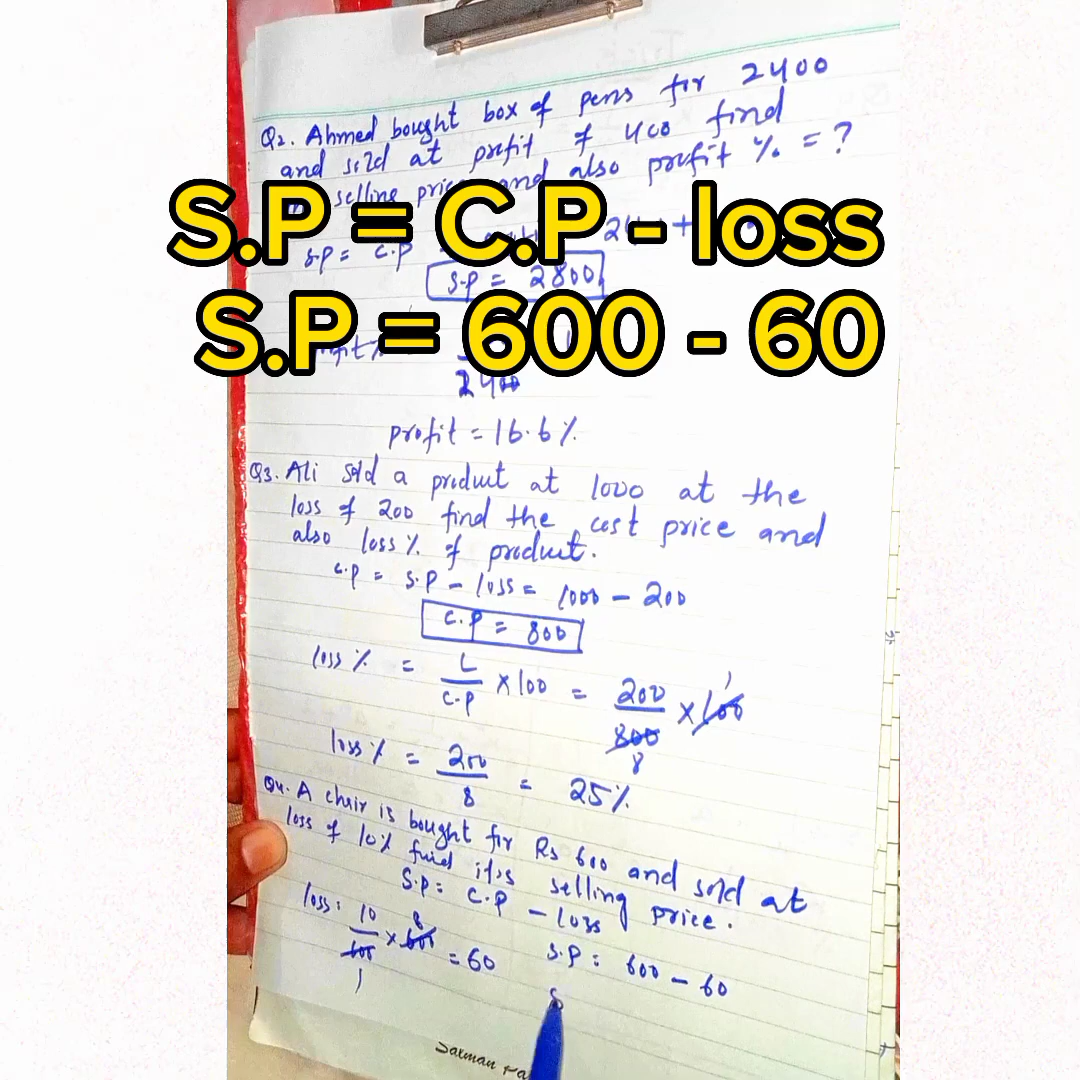 Q2. Ahmed bought box of pens for 2400
and sold at profit of 400 find
selling price and also profit % = ?
S.P = C.P - loss
s.p = c.p
s.p = 2800
S.P = 600 - 60
2400
profit = 16.6%
Q3. Ali sold a product at 1000 at the
loss of 200 find the cost price and
also loss % of product.
c.p = s.p - loss = 1000 - 200
c.p = 800
loss % = L/c.p × 100 = 200/800 × 100
8
1
loss % = 200/8 = 25%
Q4. A chair is bought for Rs 600 and sold at
loss of 10% find it's selling price.
S.p = C.p - loss
loss = 10/100 × 600 = 60
1
s.p = 600 - 60